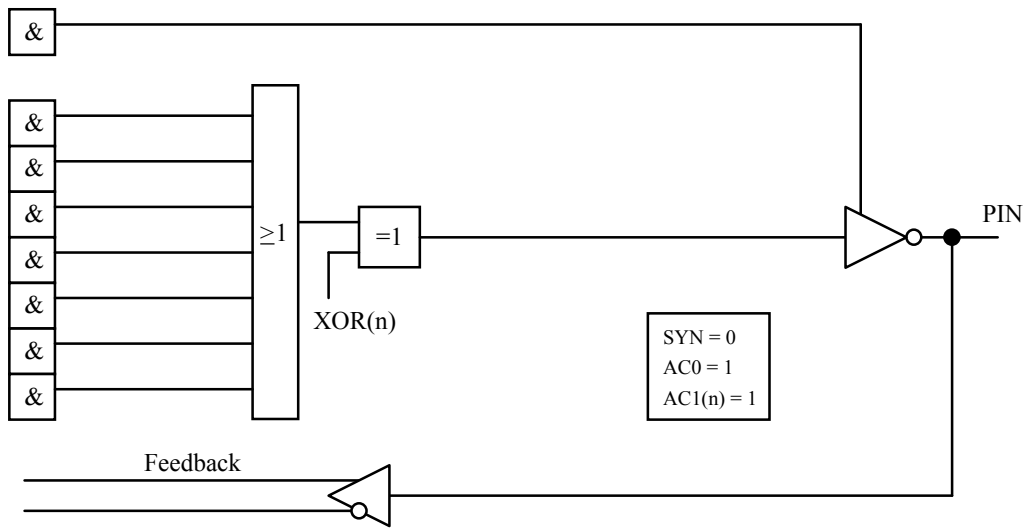 &
&
&
&
&
&
&
&
≥1
=1
XOR(n)
PIN
SYN = 0
AC0 = 1
AC1(n) = 1
Feedback